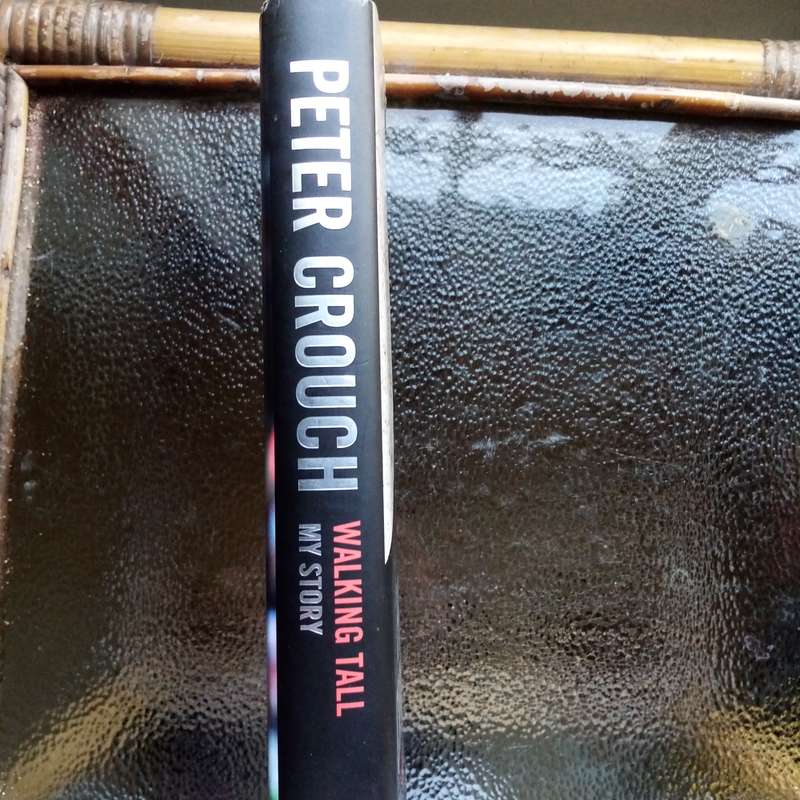 PETER CROUCH
WALKING TALL
MY STORY